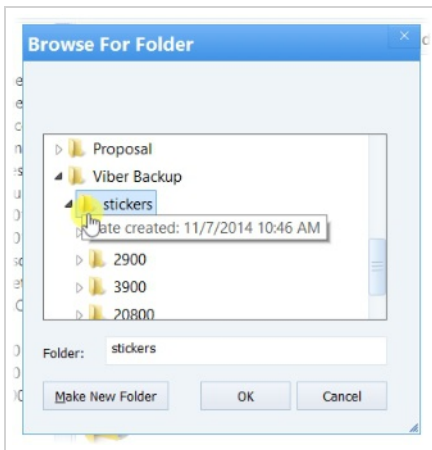 Browse For Folder
Proposal
Viber Backup
stickers
ate created: 11/7/2014 10:46 AM
2900
3900
20800
Folder: stickers
Make New Folder OK Cancel